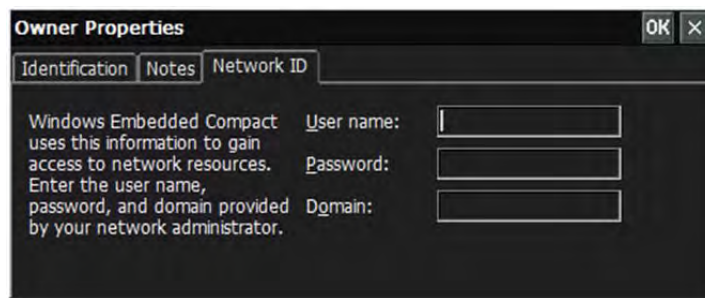 Owner Properties OK ×
Identification Notes Network ID
Windows Embedded Compact
uses this information to gain
access to network resources.
Enter the user name,
password, and domain provided
by your network administrator.
User name:
Password:
Domain: